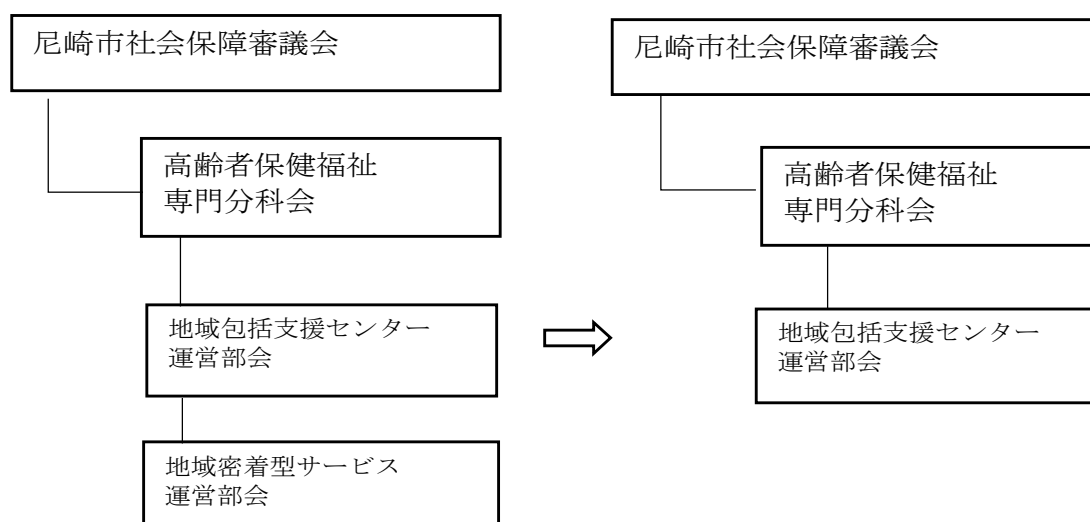 尼崎市社会保障審議会
高齢者保健福祉
専門分科会
地域包括支援センター
運営部会
地域密着型サービス
運営部会
尼崎市社会保障審議会
高齢者保健福祉
専門分科会
地域包括支援センター
運営部会